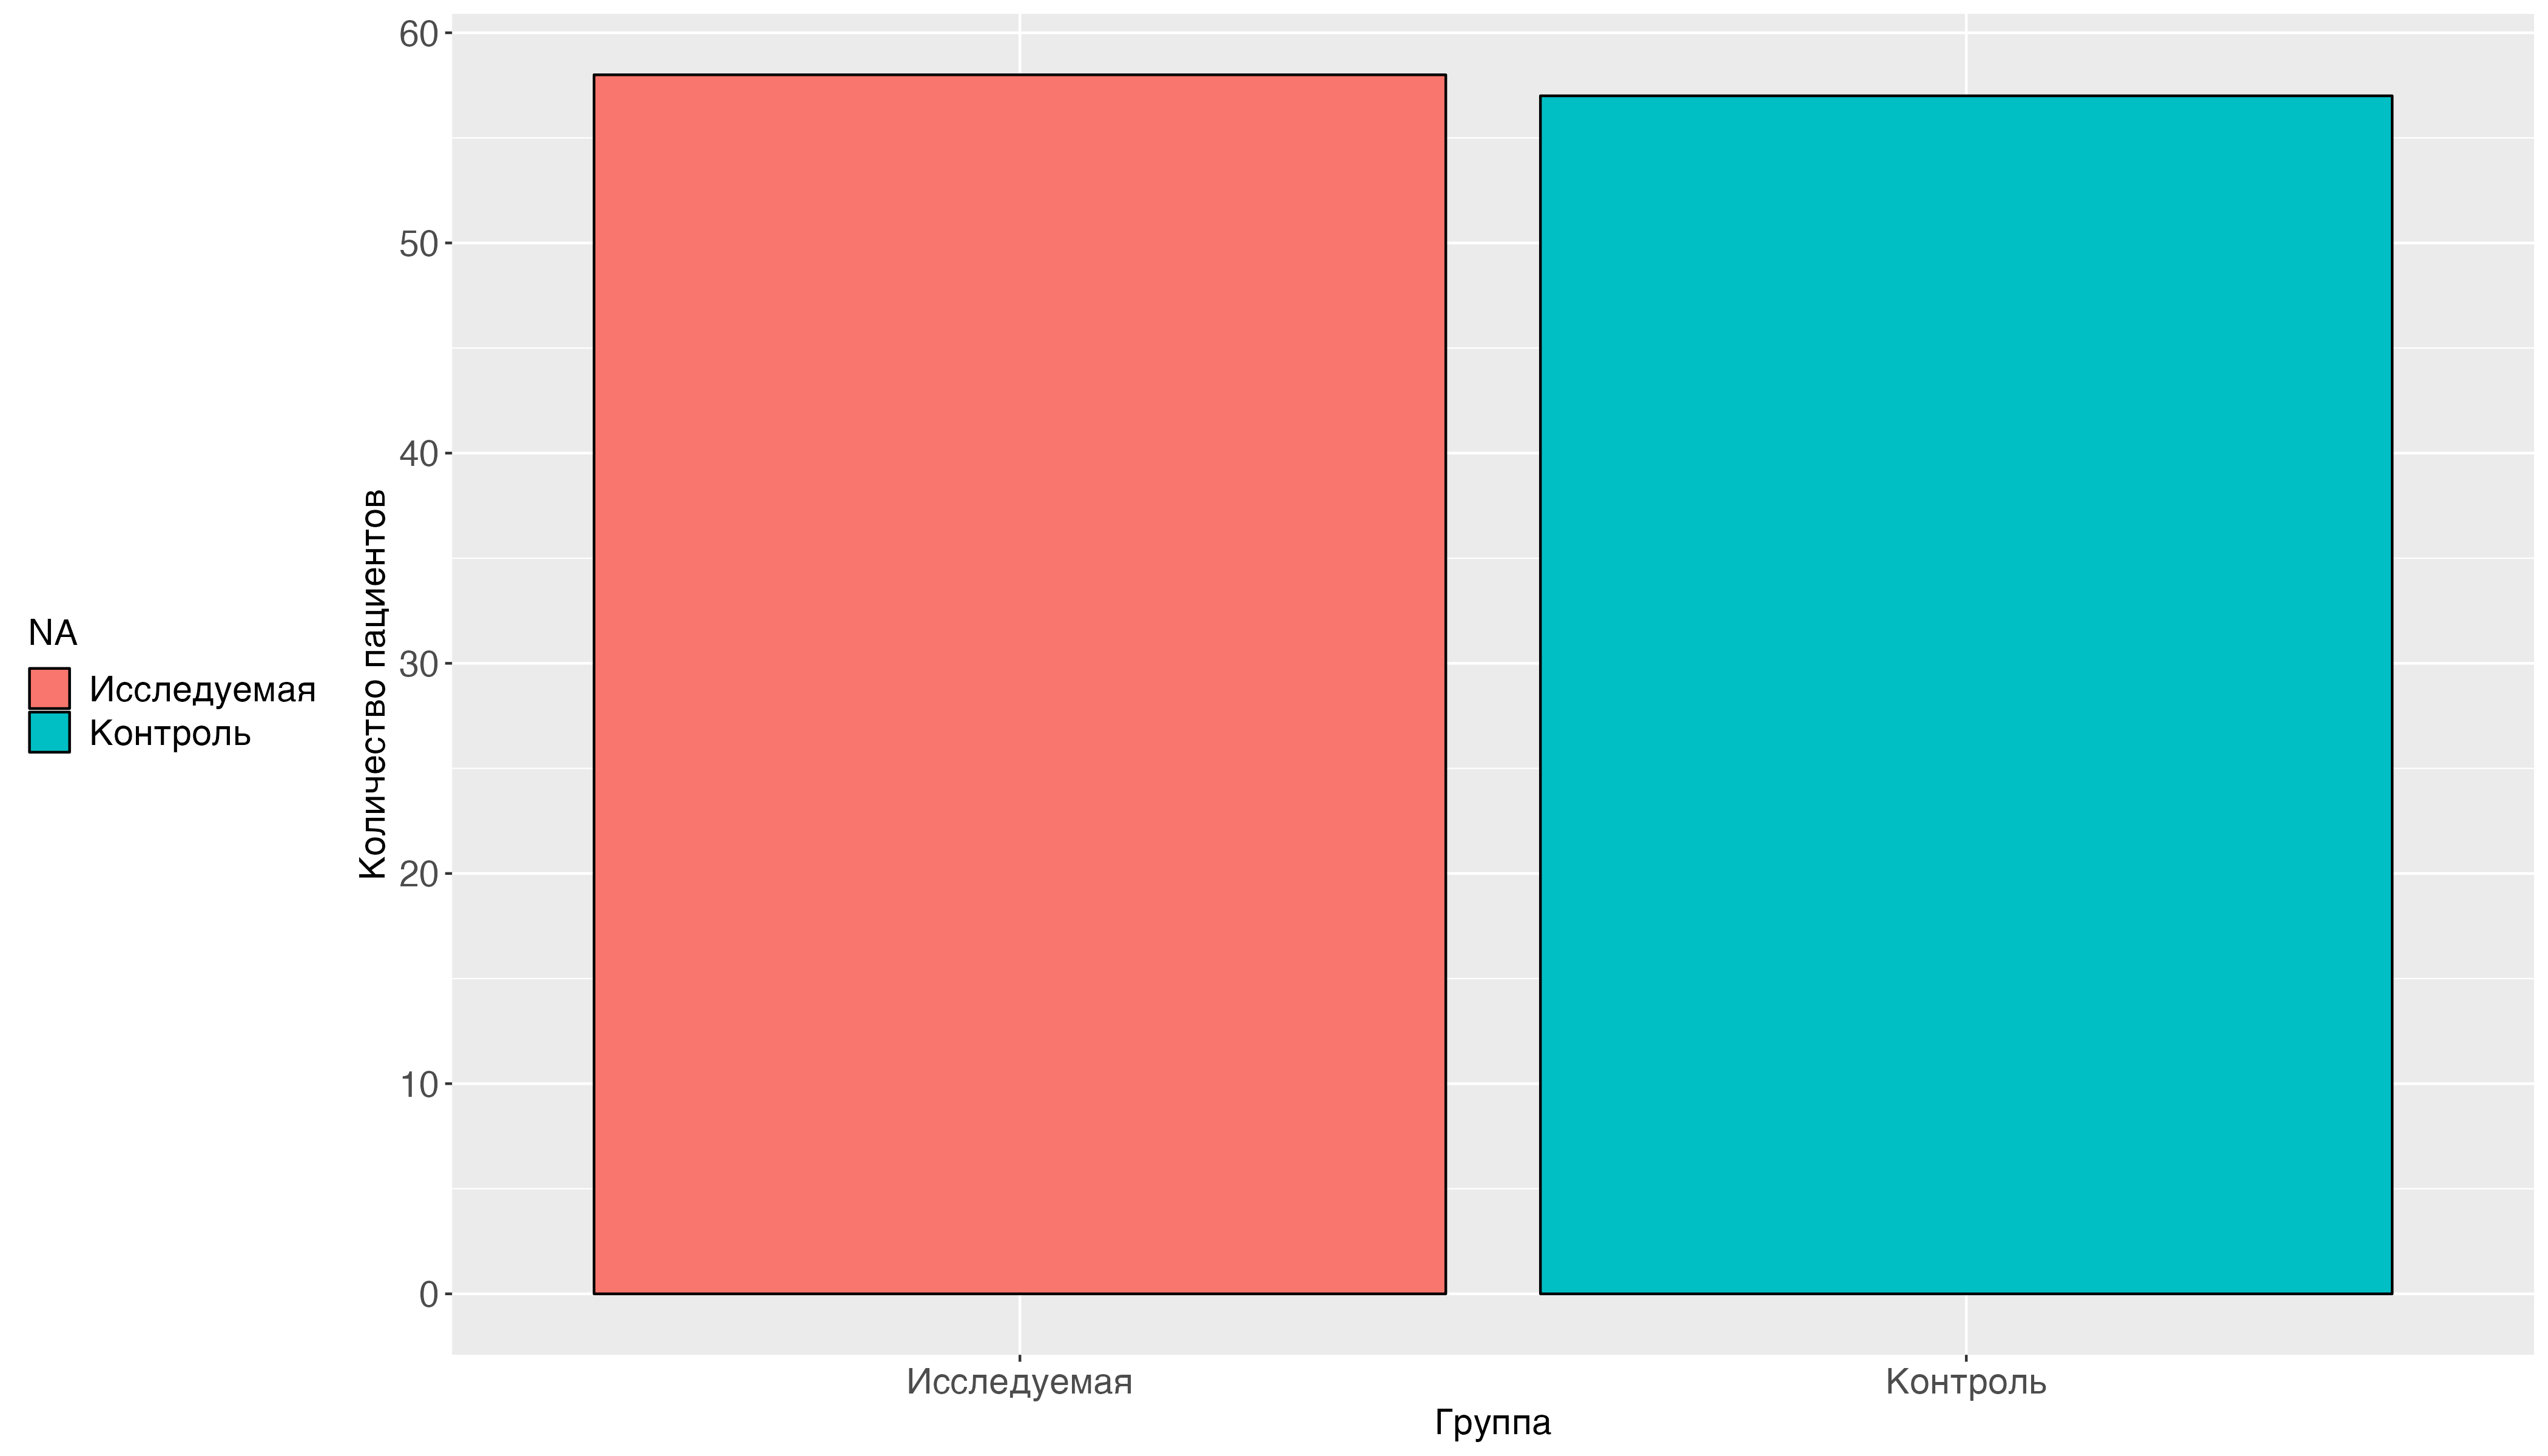 NA
Исследуемая
Контроль
Количество пациентов
60
50
40
30
20
10
0
Исследуемая
Контроль
Группа